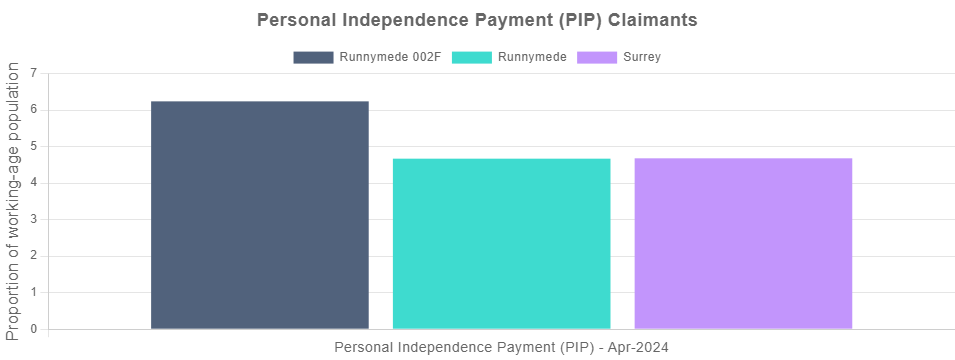 Personal Independence Payment (PIP) Claimants
Runnymede 002F
Runnymede
Surrey
Proportion of working-age population
7
6
5
4
3
2
1
0
Personal Independence Payment (PIP) - Apr-2024